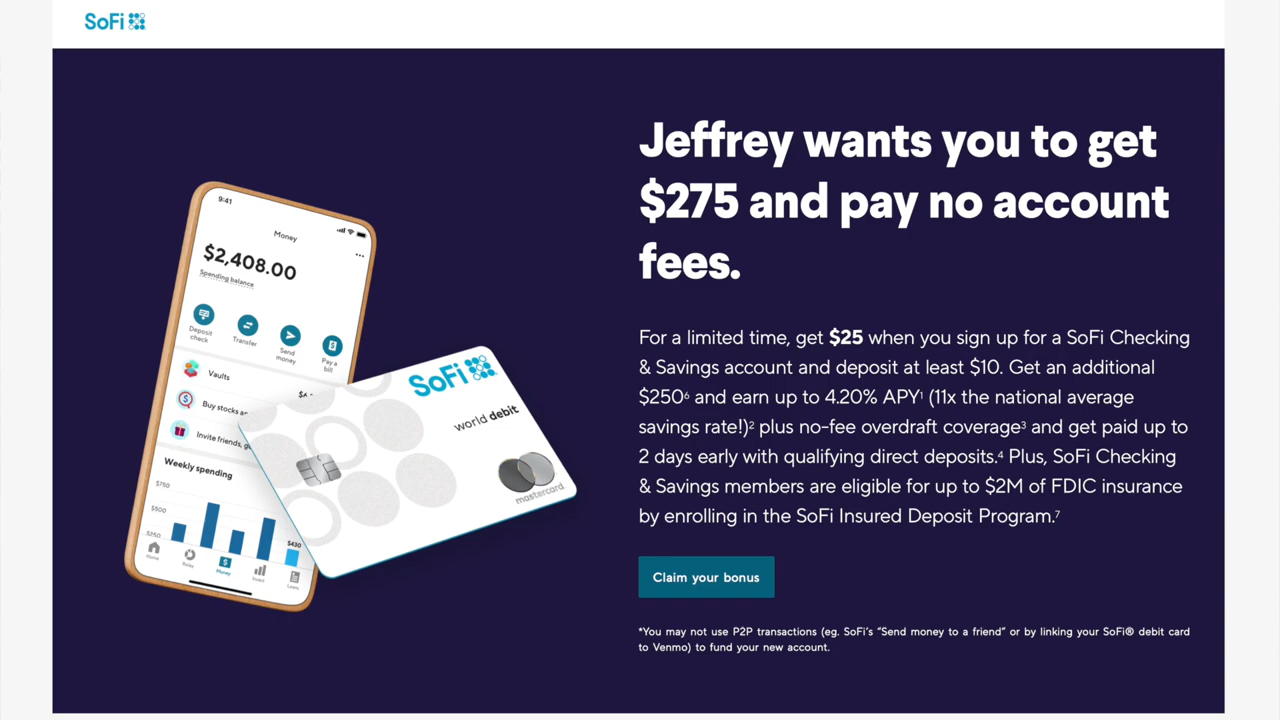 SoFi
Jeffrey wants you to get
$275 and pay no account
fees.
For a limited time, get $25 when you sign up for a SoFi Checking
& Savings account and deposit at least $10. Get an additional
$250⁶ and earn up to 4.20% APY¹ (11x the national average
savings rate!)² plus no-fee overdraft coverage³ and get paid up to
2 days early with qualifying direct deposits.⁴ Plus, SoFi Checking
& Savings members are eligible for up to $2M of FDIC insurance
by enrolling in the SoFi Insured Deposit Program.⁷
Claim your bonus
*You may not use P2P transactions (eg. SoFi's "Send money to a friend" or by linking your SoFi® debit card
to Venmo) to fund your new account.
9:41
Money
$2,408.00
Spending balance
Deposit
check
Transfer
Send
money
Pay a
bill
Vaults
Buy stocks
Invite friends,
Weekly spending
$750
$500
$250
$430
Home
Relay
Money
Invest
Loans
SoFi
world debit
mastercard